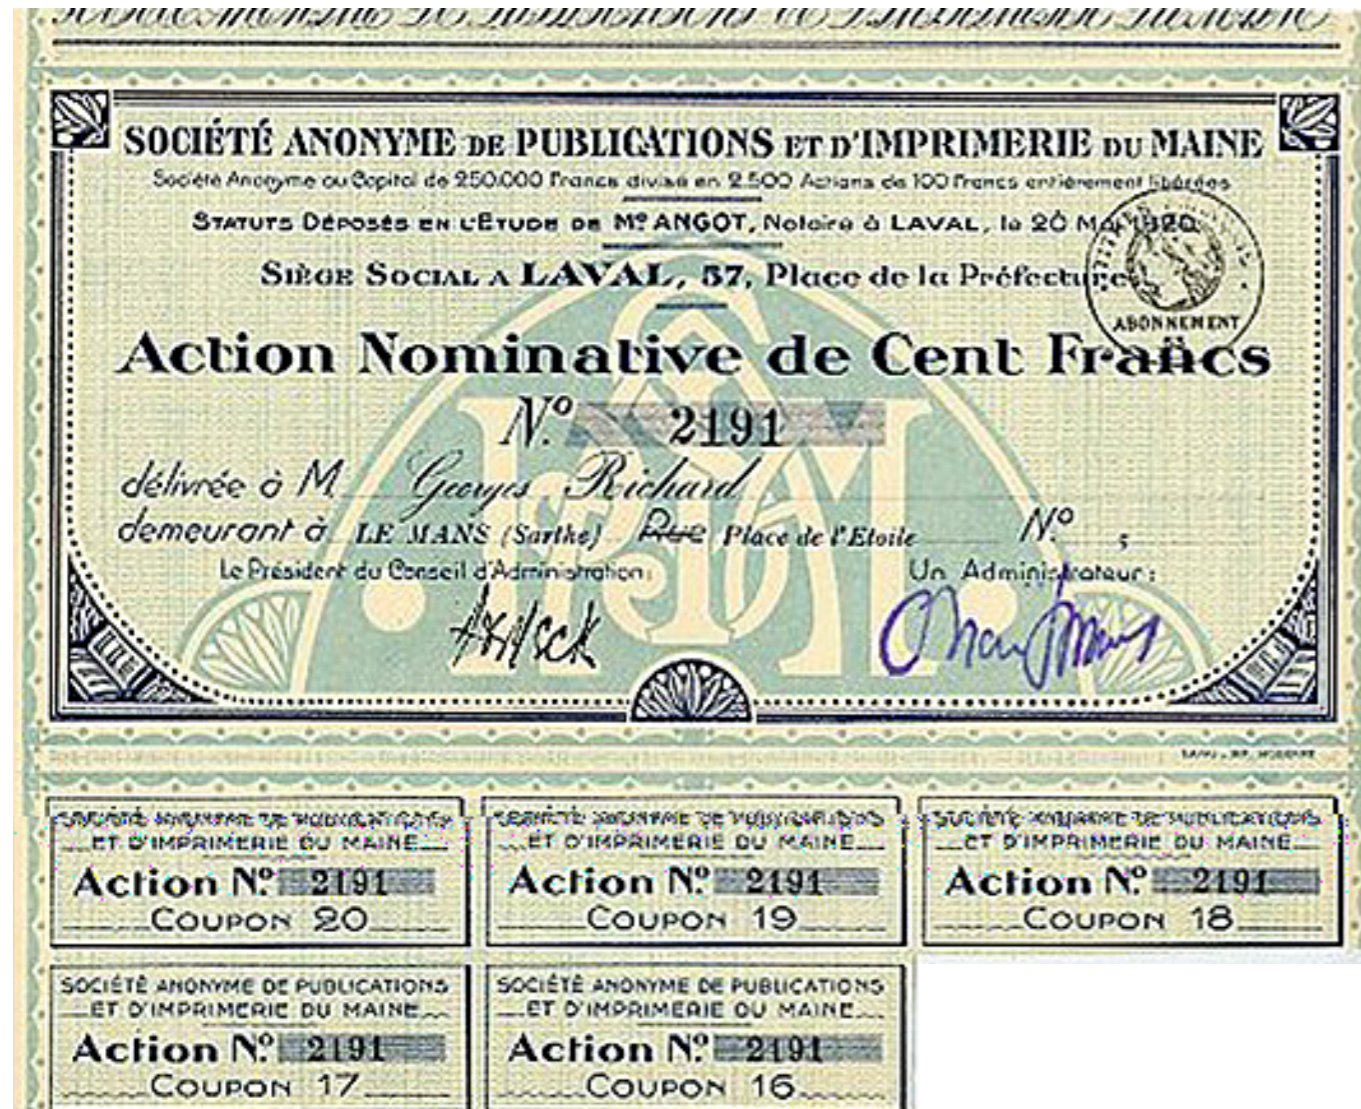 SOCIÉTÉ ANONYME DE PUBLICATIONS ET D'IMPRIMERIE DU MAINE
Société Anonyme au Capital de 250.000 Francs divisé en 2.500 Actions de 100 Francs entièrement libérées
STATUTS DÉPOSÉS EN L'ÉTUDE DE Me ANGOT, Notaire à LAVAL, le 20 Mai 1920
SIÈGE SOCIAL A LAVAL, 57, Place de la Préfecture
ABONNEMENT
Action Nominative de Cent Francs
No. 2191
délivrée à M Georges Richard
demeurant à LE MANS (Sarthe) Rue Place de l'Etoile No. 5
Le Président du Conseil d'Administration: Un Administrateur:
SOCIÉTÉ ANONYME DE PUBLICATIONS SOCIÉTÉ ANONYME DE PUBLICATIONS SOCIÉTÉ ANONYME DE PUBLICATIONS
ET D'IMPRIMERIE DU MAINE ET D'IMPRIMERIE DU MAINE ET D'IMPRIMERIE DU MAINE
Action No. 2191 Action No. 2191 Action No. 2191
COUPON 20 COUPON 19 COUPON 18
SOCIÉTÉ ANONYME DE PUBLICATIONS SOCIÉTÉ ANONYME DE PUBLICATIONS
ET D'IMPRIMERIE DU MAINE ET D'IMPRIMERIE DU MAINE
Action No. 2191 Action No. 2191
COUPON 17 COUPON 16